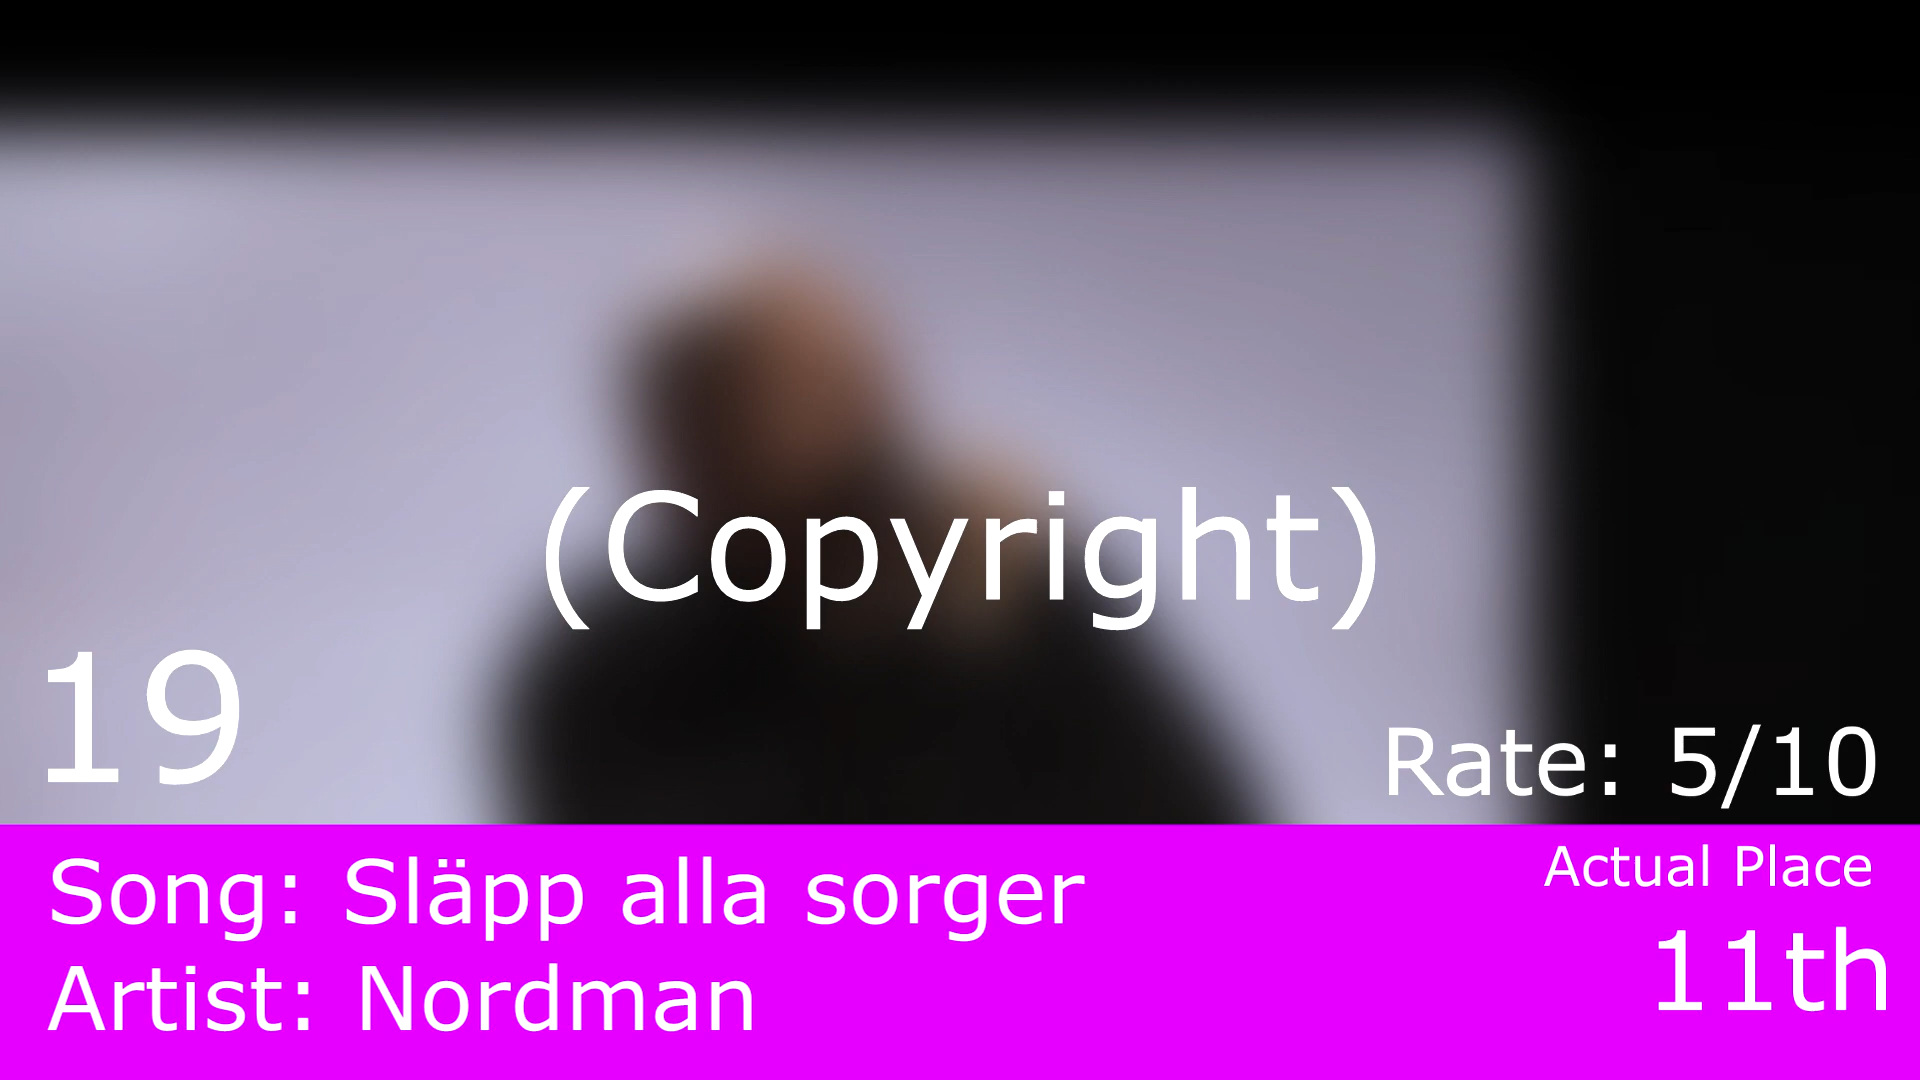 (Copyright)
19
Rate: 5/10
Song: Släpp alla sorger
Actual Place
Artist: Nordman
11th